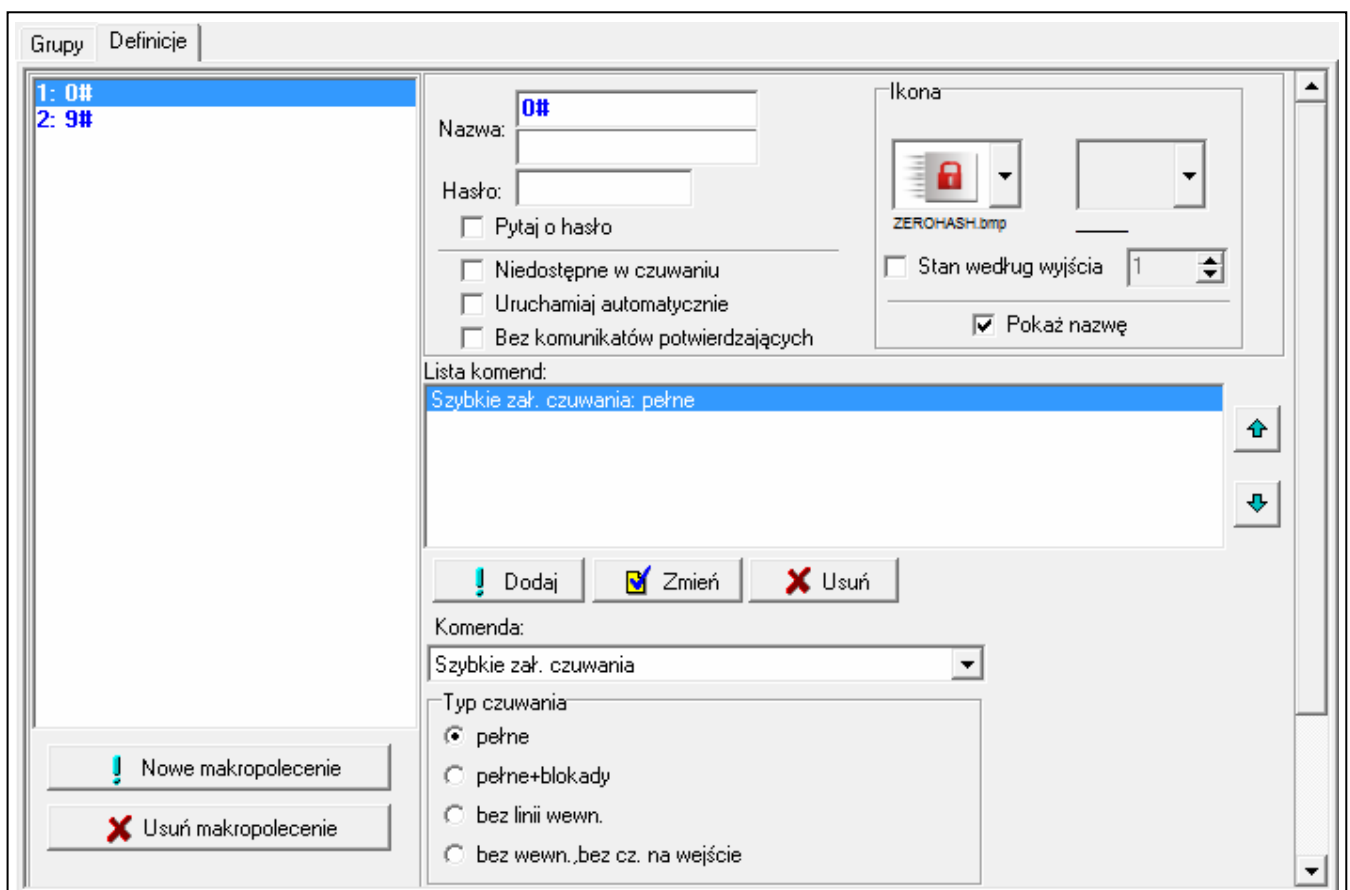 Grupy Definicje
1: 0#
2: 9#
Nazwa: 0#
Hasło:
Pytaj o hasło
Niedostępne w czuwaniu
Uruchamiaj automatycznie
Bez komunikatów potwierdzających
Ikona
ZEROHASH.bmp
Stan według wyjścia 1
Pokaż nazwę
Lista komend:
Szybkie zał. czuwania: pełne
Dodaj Zmień Usuń
Komenda:
Szybkie zał. czuwania
Typ czuwania
pełne
pełne+blokady
bez linii wewn.
bez wewn.,bez cz. na wejście
Nowe makropolecenie
Usuń makropolecenie